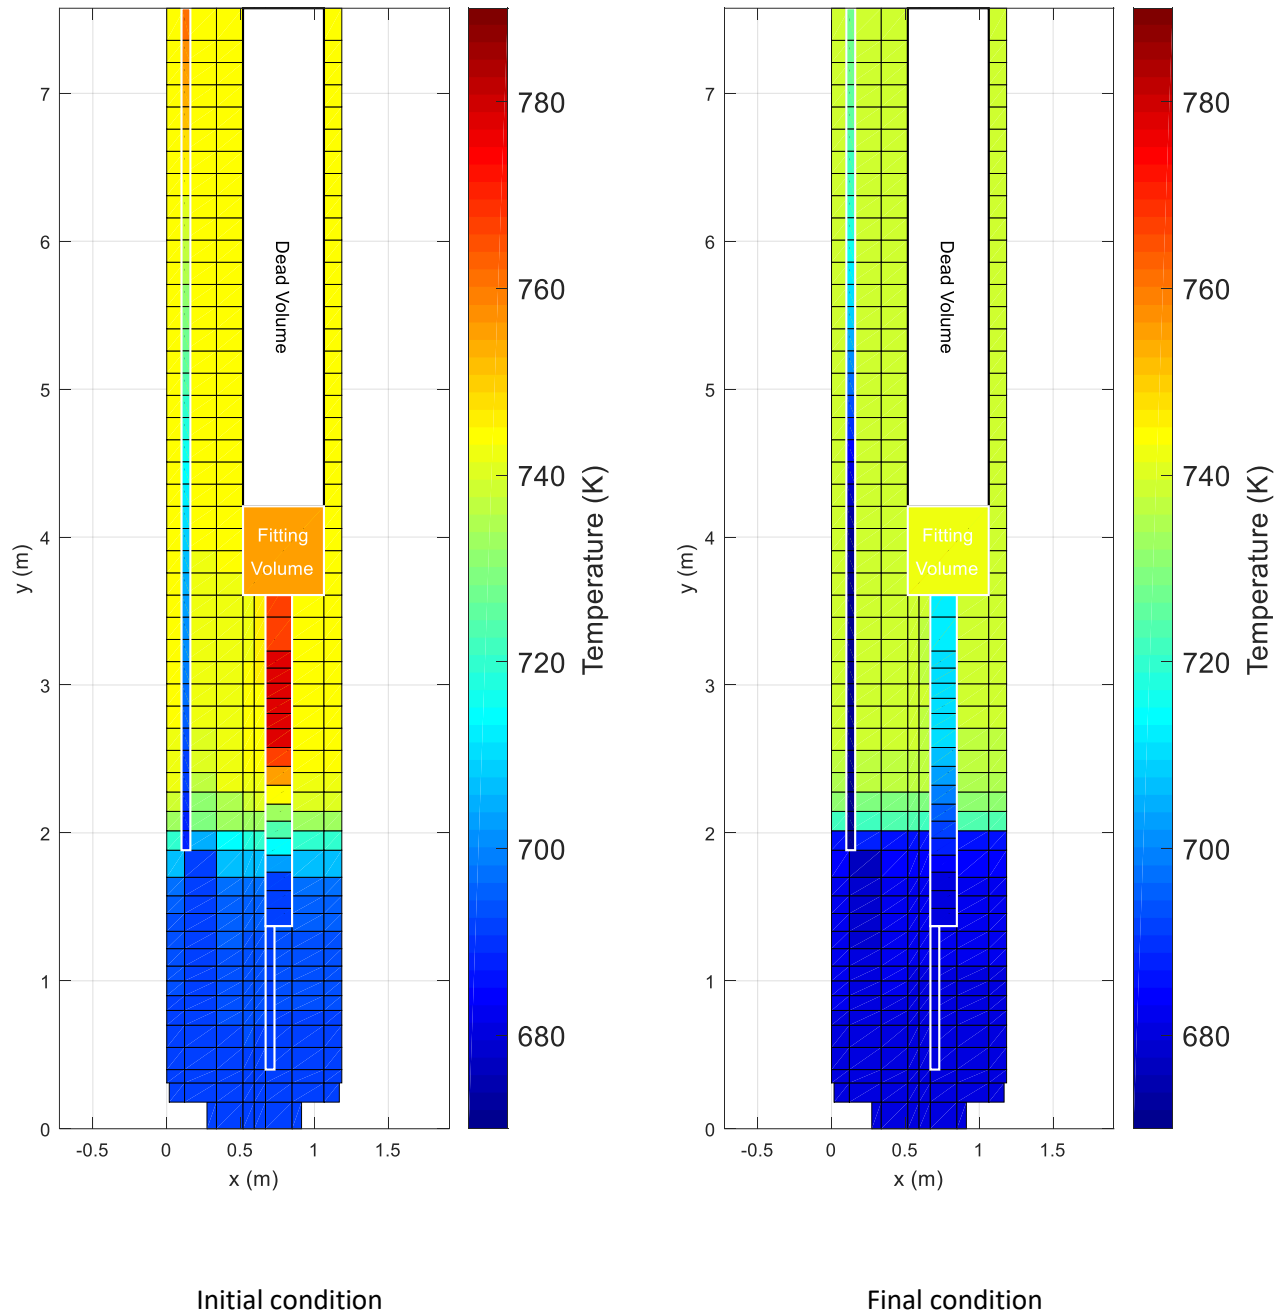 7
6
5
4
3
2
1
0
y (m)
-0.5
0
0.5
1
1.5
x (m)
Dead Volume
Fitting
Volume
780
760
740
720
700
680
Temperature (K)
Initial condition
7
6
5
4
3
2
1
0
y (m)
-0.5
0
0.5
1
1.5
x (m)
Dead Volume
Fitting
Volume
780
760
740
720
700
680
Temperature (K)
Final condition